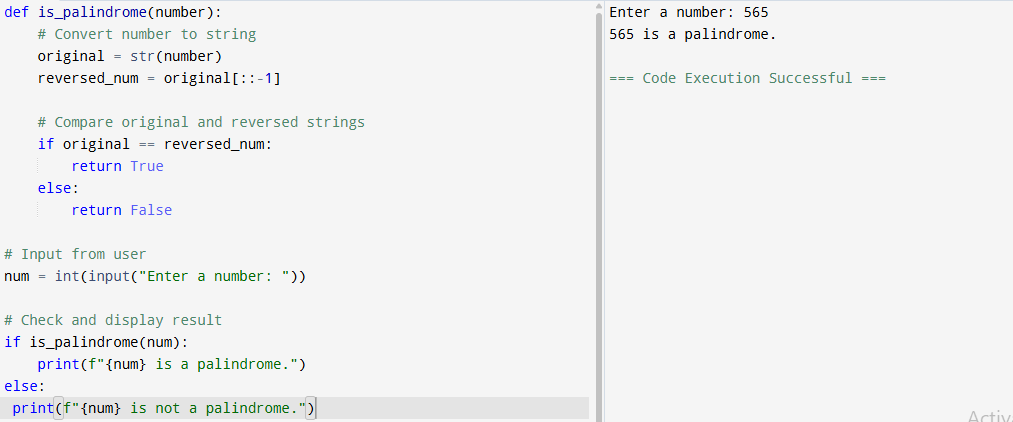 def is_palindrome(number):
    # Convert number to string
    original = str(number)
    reversed_num = original[::-1]

    # Compare original and reversed strings
    if original == reversed_num:
        return True
    else:
        return False

# Input from user
num = int(input("Enter a number: "))

# Check and display result
if is_palindrome(num):
    print(f"{num} is a palindrome.")
else:
 print(f"{num} is not a palindrome.")

Enter a number: 565
565 is a palindrome.

=== Code Execution Successful ===